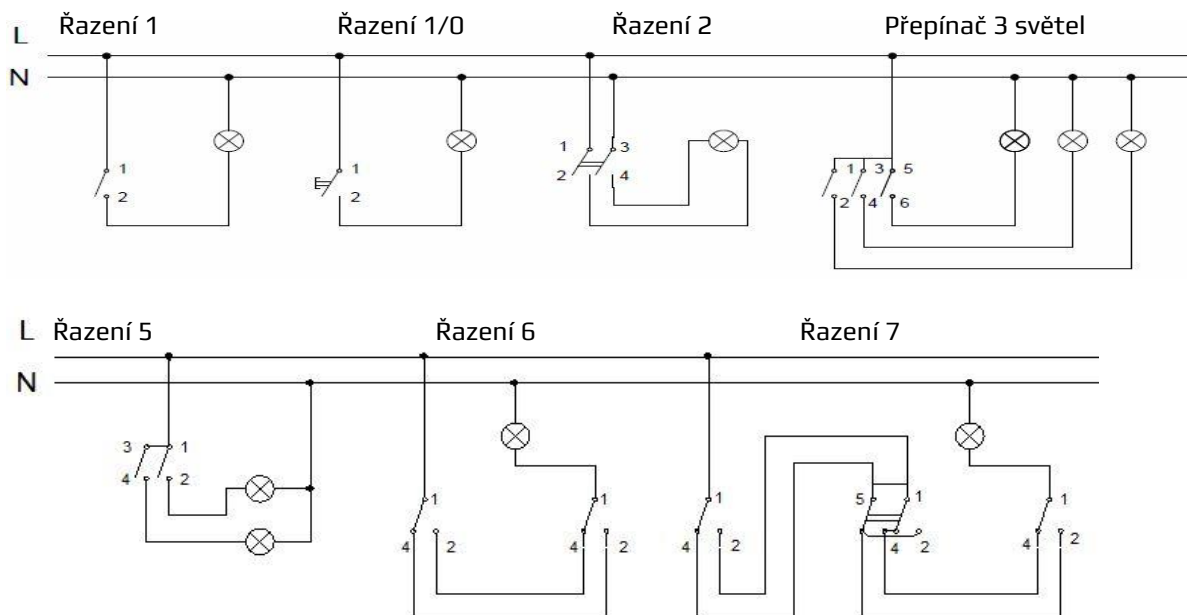 Řazení 1 Řazení 1/0 Řazení 2 Přepínač 3 světel
L
N
1 3
1 1 1 3 5
2 4
2 2 2 4 6
L Řazení 5 Řazení 6 Řazení 7
N
3 1
4 2
1 1 1 5 1 1
4 2 4 2 4 2 4 2 4 2